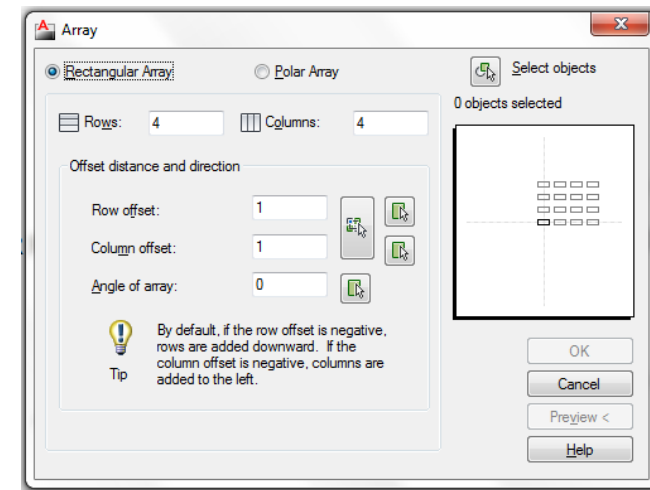 Array
Rectangular Array
Polar Array
Select objects
0 objects selected
Rows: 4
Columns: 4
Offset distance and direction
Row offset: 1
Column offset: 1
Angle of array: 0
By default, if the row offset is negative,
rows are added downward. If the
column offset is negative, columns are
added to the left.
Tip
OK
Cancel
Preview <
Help